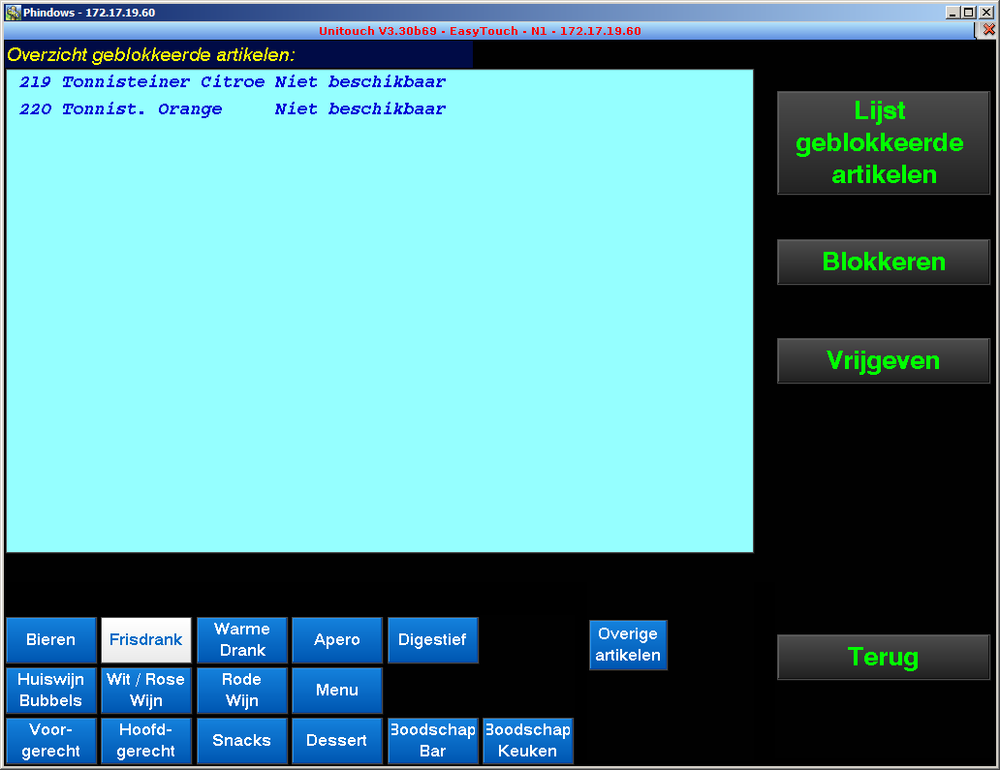 Phindows - 172.17.19.60
Unitouch V3.30b69 - EasyTouch - N1 - 172.17.19.60
Overzicht geblokkeerde artikelen:
219 Tonnisteiner Citroe Niet beschikbaar
220 Tonnist. Orange Niet beschikbaar
Lijst
geblokkeerde
artikelen
Blokkeren
Vrijgeven
Terug
Bieren
Frisdrank
Warme
Drank
Apero
Digestief
Overige
artikelen
Huiswijn
Bubbels
Wit / Rose
Wijn
Rode
Wijn
Menu
Voor-
gerecht
Hoofd-
gerecht
Snacks
Dessert
Boodschap
Bar
Boodschap
Keuken